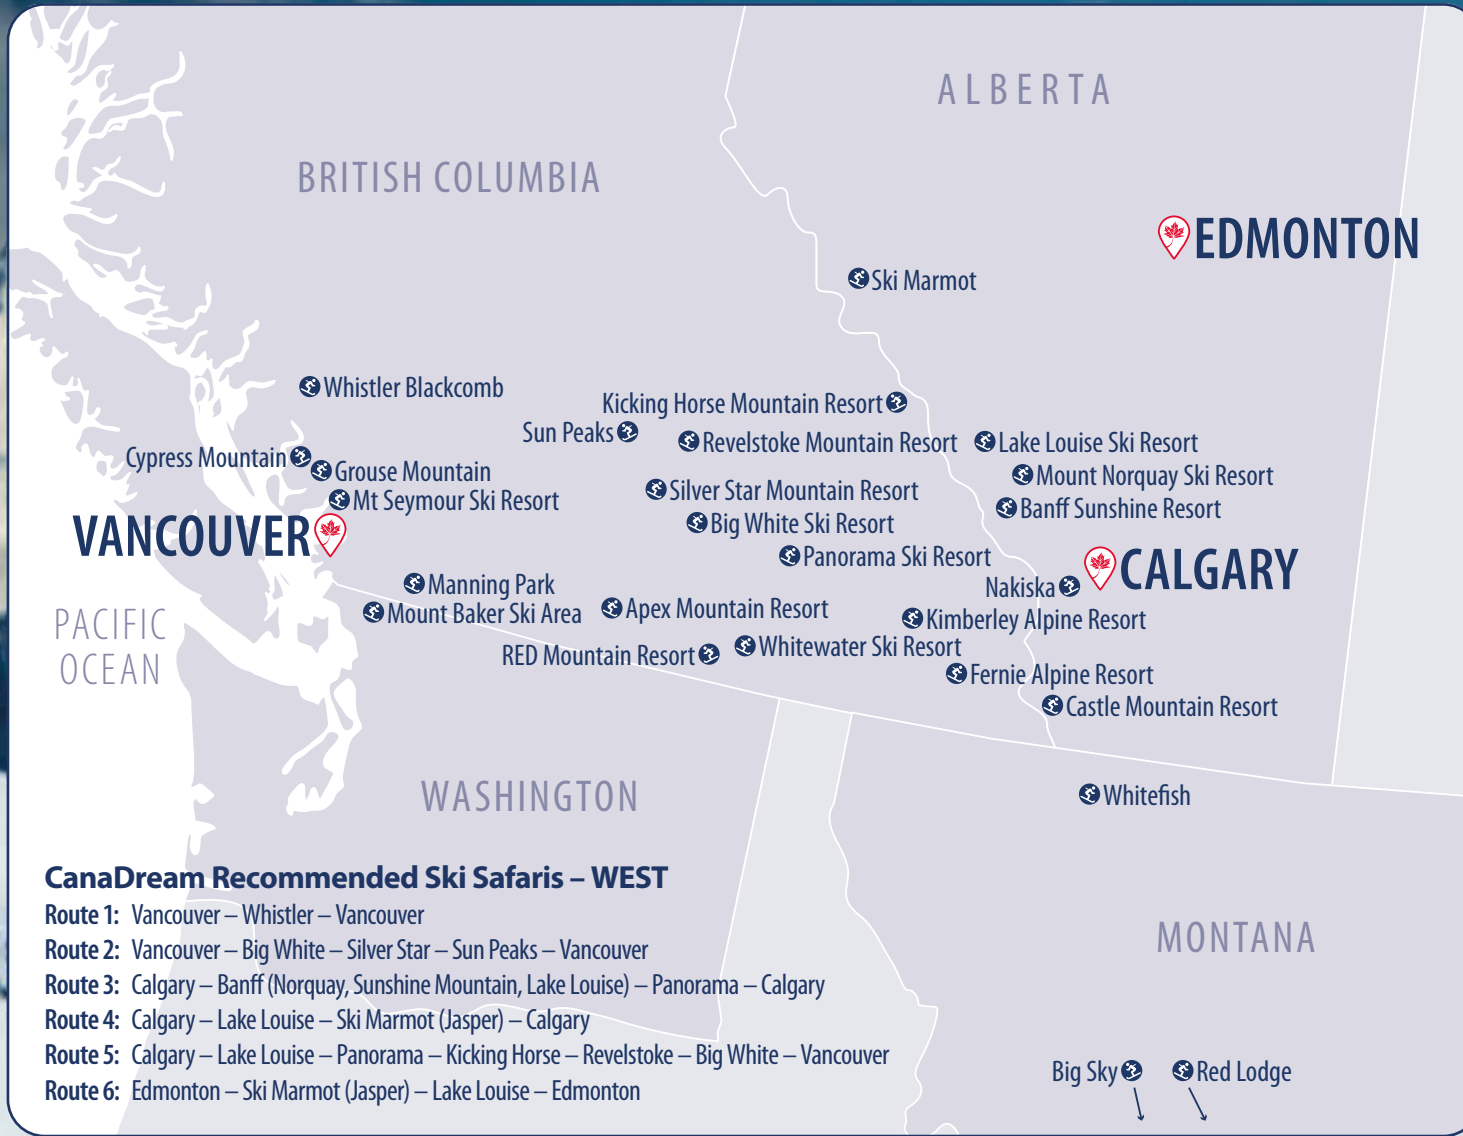 ALBERTA
BRITISH COLUMBIA
EDMONTON
Ski Marmot
Whistler Blackcomb
Kicking Horse Mountain Resort
Sun Peaks
Revelstoke Mountain Resort
Lake Louise Ski Resort
Cypress Mountain
Grouse Mountain
Mount Norquay Ski Resort
Mt Seymour Ski Resort
Silver Star Mountain Resort
Banff Sunshine Resort
VANCOUVER
Big White Ski Resort
Panorama Ski Resort
CALGARY
Nakiska
Manning Park
Mount Baker Ski Area
Apex Mountain Resort
Kimberley Alpine Resort
PACIFIC
OCEAN
RED Mountain Resort
Whitewater Ski Resort
Fernie Alpine Resort
Castle Mountain Resort
WASHINGTON
Whitefish
CanaDream Recommended Ski Safaris – WEST
Route 1: Vancouver – Whistler – Vancouver
Route 2: Vancouver – Big White – Silver Star – Sun Peaks – Vancouver
Route 3: Calgary – Banff (Norquay, Sunshine Mountain, Lake Louise) – Panorama – Calgary
Route 4: Calgary – Lake Louise – Ski Marmot (Jasper) – Calgary
Route 5: Calgary – Lake Louise – Panorama – Kicking Horse – Revelstoke – Big White – Vancouver
Route 6: Edmonton – Ski Marmot (Jasper) – Lake Louise – Edmonton
MONTANA
Big Sky
Red Lodge